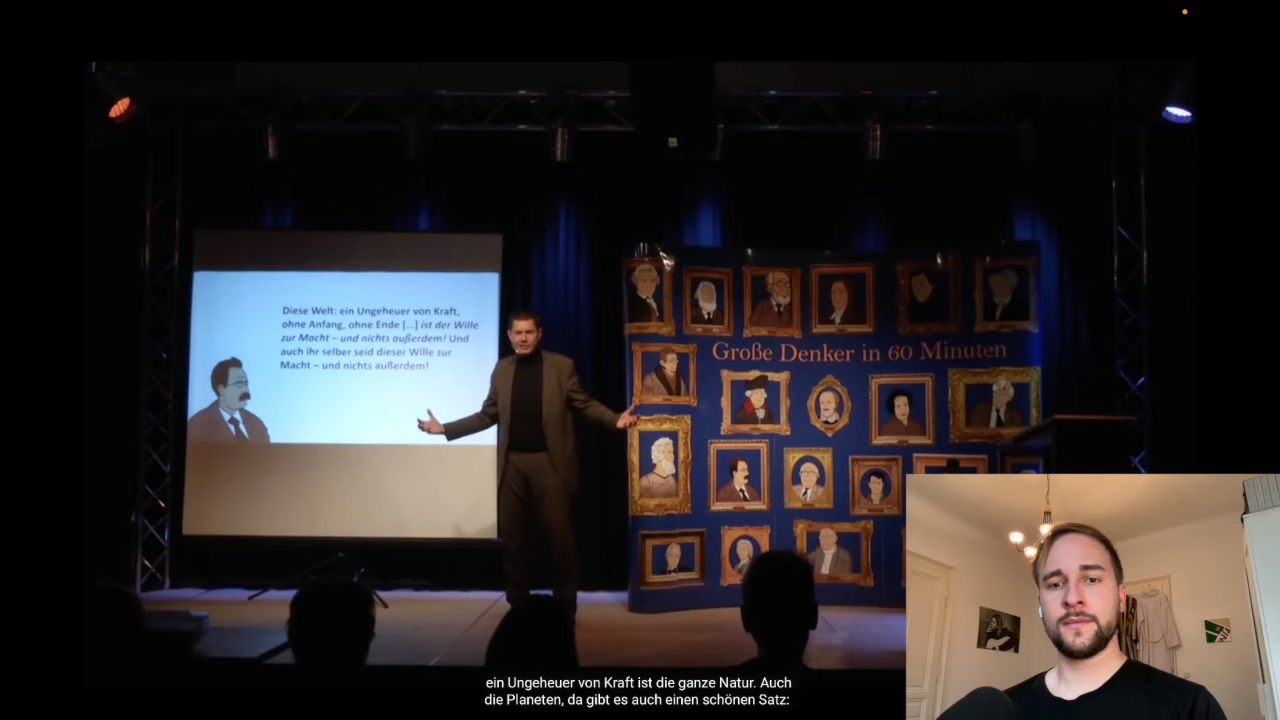 Diese Welt: ein Ungeheuer von Kraft,
ohne Anfang, ohne Ende [...] ist der Wille
zur Macht – und nichts außerdem! Und
auch ihr selber seid dieser Wille zur
Macht – und nichts außerdem!
Große Denker in 60 Minuten
ein Ungeheuer von Kraft ist die ganze Natur. Auch
die Planeten, da gibt es auch einen schönen Satz: